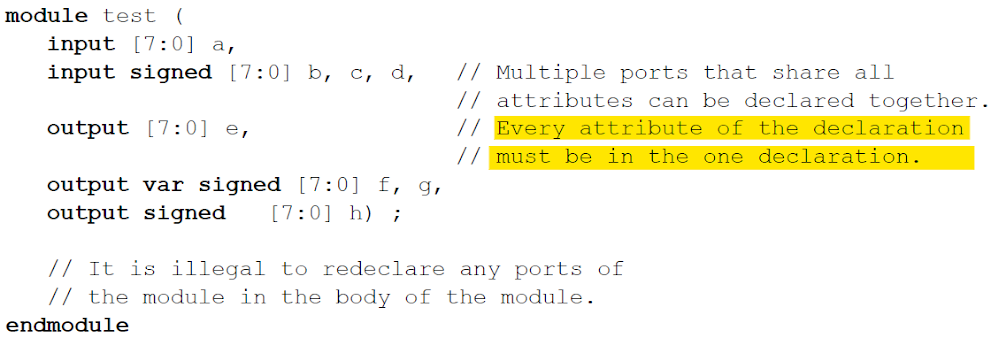 module test (
input [7:0] a,
input signed [7:0] b, c, d, // Multiple ports that share all
// attributes can be declared together.
output [7:0] e, // Every attribute of the declaration
// must be in the one declaration.
output var signed [7:0] f, g,
output signed [7:0] h) ;
// It is illegal to redeclare any ports of
// the module in the body of the module.
endmodule